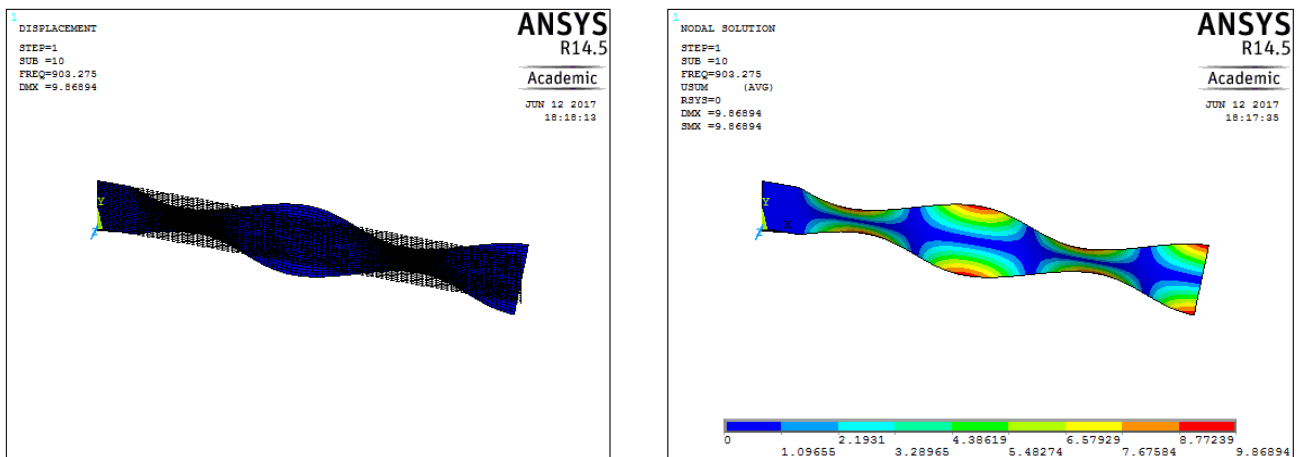 1
DISPLACEMENT
STEP=1
SUB =10
FREQ=903.275
DMX =9.86894
ANSYS
R14.5
Academic
JUN 12 2017
18:18:13
Y
Z
1
NODAL SOLUTION
STEP=1
SUB =10
FREQ=903.275
USUM (AVG)
RSYS=0
DMX =9.86894
SMX =9.86894
ANSYS
R14.5
Academic
JUN 12 2017
18:17:35
Y
Z X
0 2.1931 4.38619 6.57929 8.77239
1.09655 3.28965 5.48274 7.67584 9.86894